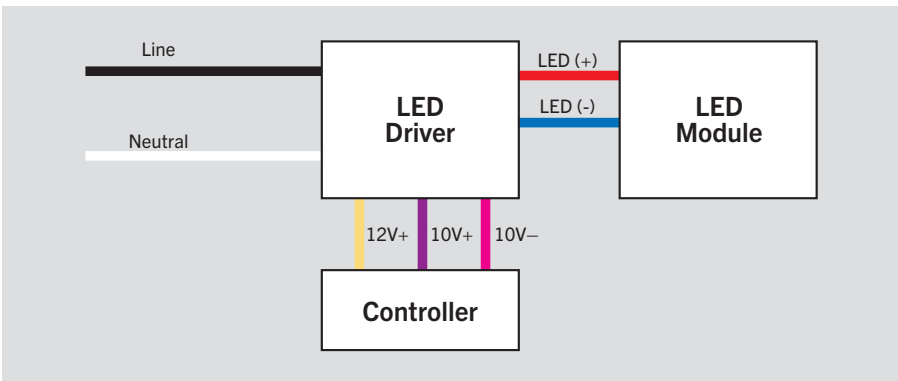 Line
Neutral
LED
Driver
LED (+)
LED (-)
LED
Module
12V+
10V+
10V−
Controller